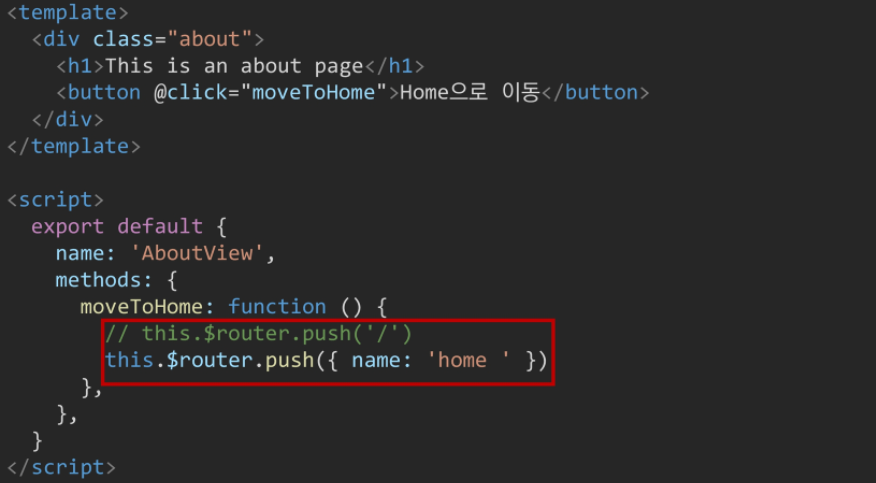 <template>
  <div class="about">
    <h1>This is an about page</h1>
    <button @click="moveToHome">Home으로 이동</button>
  </div>
</template>

<script>
  export default {
    name: 'AboutView',
    methods: {
      moveToHome: function () {
        // this.$router.push('/')
        this.$router.push({ name: 'home ' })
      },
    },
  }
</script>